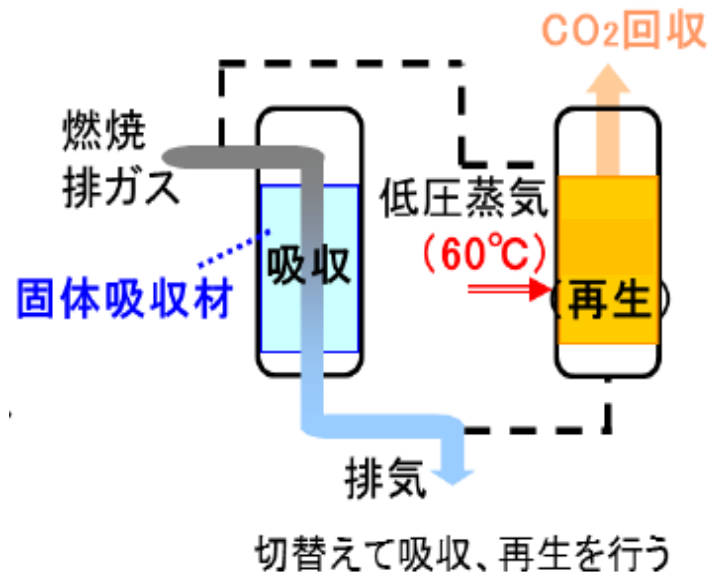 CO2回収
燃焼
排ガス
低圧蒸気
(60℃)
吸収
固体吸収材
(再生)
排気
切替えて吸収、再生を行う